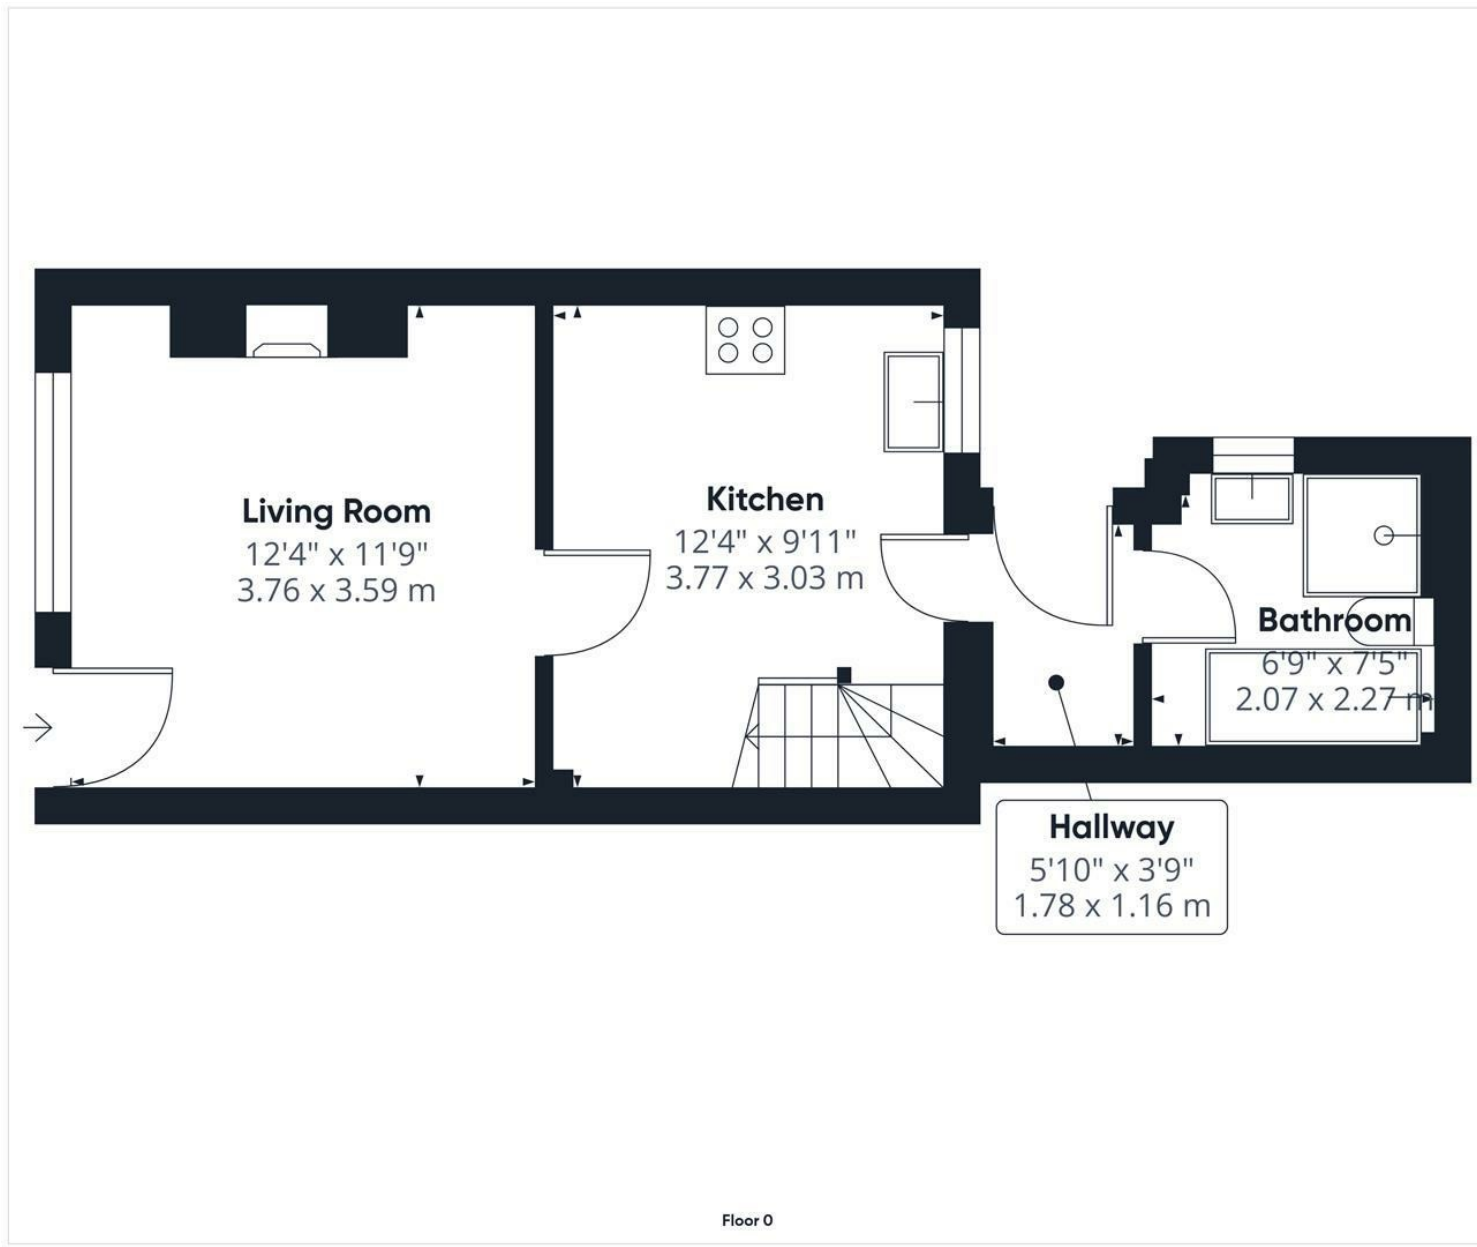 Living Room
12'4" x 11'9"
3.76 x 3.59 m
Kitchen
12'4" x 9'11"
3.77 x 3.03 m
Bathroom
6'9" x 7'5"
2.07 x 2.27 m
Hallway
5'10" x 3'9"
1.78 x 1.16 m
Floor 0